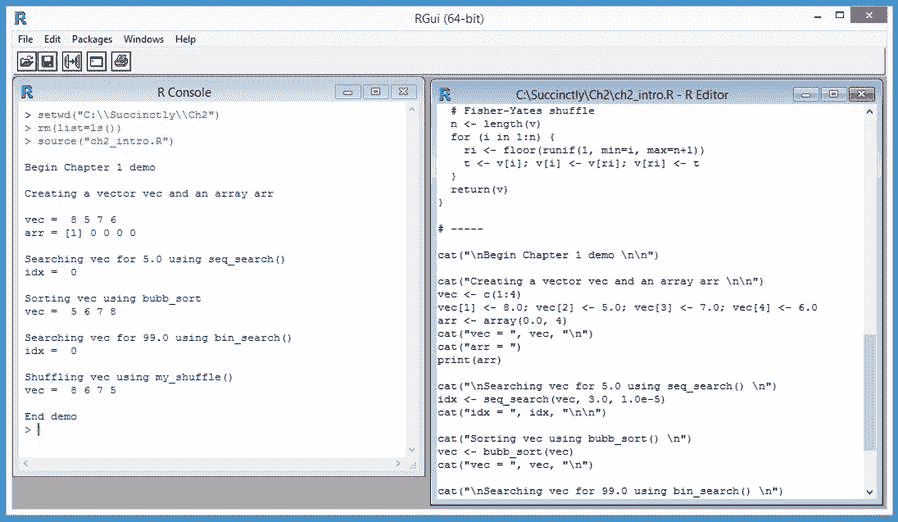 RGui (64-bit)
File Edit Packages Windows Help
R Console
> setwd("C:\\Succinctly\\Ch2")
> rm(list=ls())
> source("ch2_intro.R")
Begin Chapter 1 demo
Creating a vector vec and an array arr
vec =  8 5 7 6
arr = [1] 0 0 0 0
Searching vec for 5.0 using seq_search()
idx =  0
Sorting vec using bubb_sort
vec =  5 6 7 8
Searching vec for 99.0 using bin_search()
idx =  0
Shuffling vec using my_shuffle()
vec =  8 6 7 5
End demo
>
C:\Succinctly\Ch2\ch2_intro.R - R Editor
# Fisher-Yates shuffle
n <- length(v)
for (i in 1:n) {
ri <- floor(runif(1, min=i, max=n+1))
t <- v[i]; v[i] <- v[ri]; v[ri] <- t
}
return(v)
}
# -----
cat("\nBegin Chapter 1 demo \n\n")
cat("Creating a vector vec and an array arr \n\n")
vec <- c(1:4)
vec[1] <- 8.0; vec[2] <- 5.0; vec[3] <- 7.0; vec[4] <- 6.0
arr <- array(0.0, 4)
cat("vec = ", vec, "\n")
cat("arr = ")
print(arr)
cat("\nSearching vec for 5.0 using seq_search() \n")
idx <- seq_search(vec, 3.0, 1.0e-5)
cat("idx = ", idx, "\n\n")
cat("Sorting vec using bubb_sort() \n")
vec <- bubb_sort(vec)
cat("vec = ", vec, "\n")
cat("\nSearching vec for 99.0 using bin_search() \n")